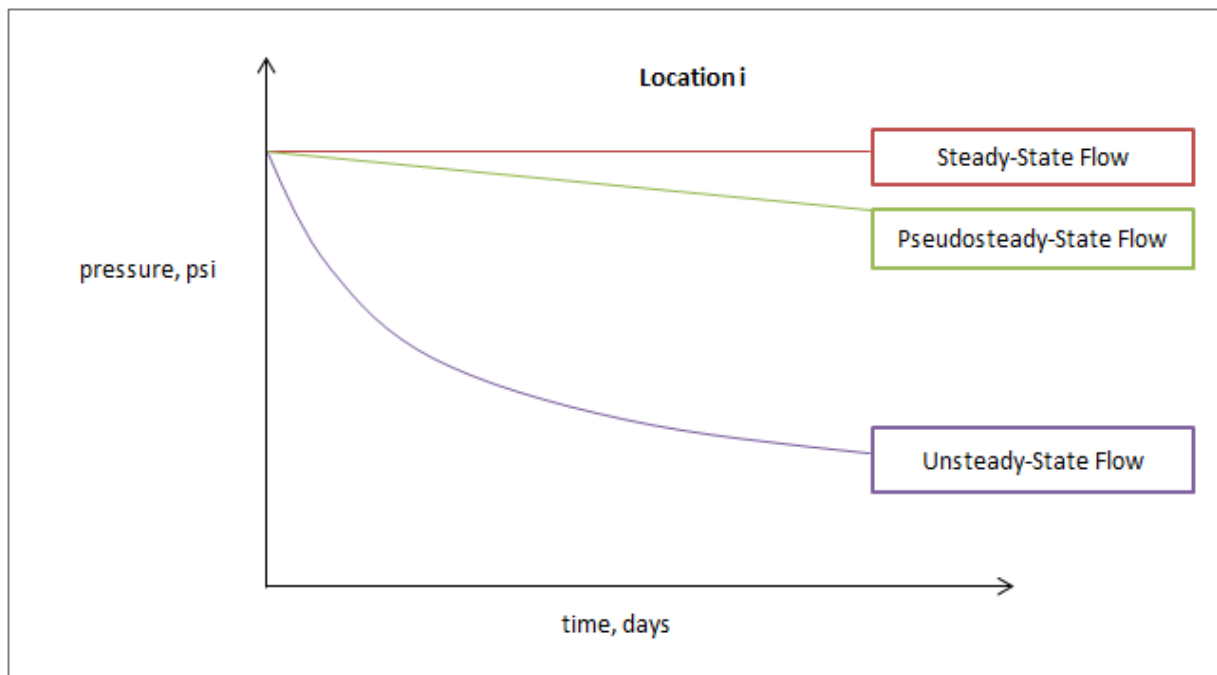 Location i
Steady-State Flow
Pseudosteady-State Flow
pressure, psi
Unsteady-State Flow
time, days